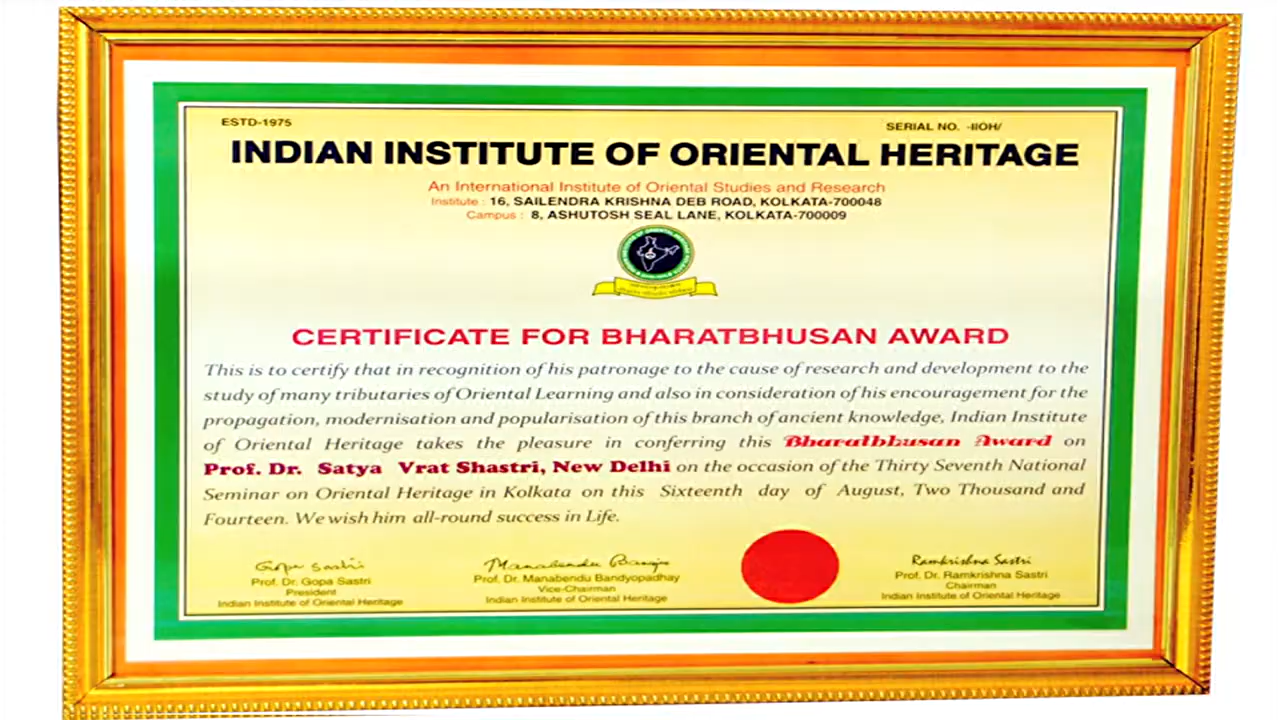 ESTD-1975
SERIAL NO. -IIOH/
INDIAN INSTITUTE OF ORIENTAL HERITAGE
An International Institute of Oriental Studies and Research
Institute : 16, SAILENDRA KRISHNA DEB ROAD, KOLKATA-700048
Campus : 8, ASHUTOSH SEAL LANE, KOLKATA-700009
CERTIFICATE FOR BHARATBHUSAN AWARD
This is to certify that in recognition of his patronage to the cause of research and development to the
study of many tributaries of Oriental Learning and also in consideration of his encouragement for the
propagation, modernisation and popularisation of this branch of ancient knowledge, Indian Institute
of Oriental Heritage takes the pleasure in conferring this Bharatbhusan Award on
Prof. Dr. Satya Vrat Shastri, New Delhi on the occasion of the Thirty Seventh National
Seminar on Oriental Heritage in Kolkata on this Sixteenth day of August, Two Thousand and
Fourteen. We wish him all-round success in Life.
Gopa Sastri
Prof. Dr. Gopa Sastri
President
Indian Institute of Oriental Heritage
Manabendu Banerjee
Prof. Dr. Manabendu Bandyopadhay
Vice-Chairman
Indian Institute of Oriental Heritage
Ramkrishna Sastri
Prof. Dr. Ramkrishna Sastri
Chairman
Indian Institute of Oriental Heritage